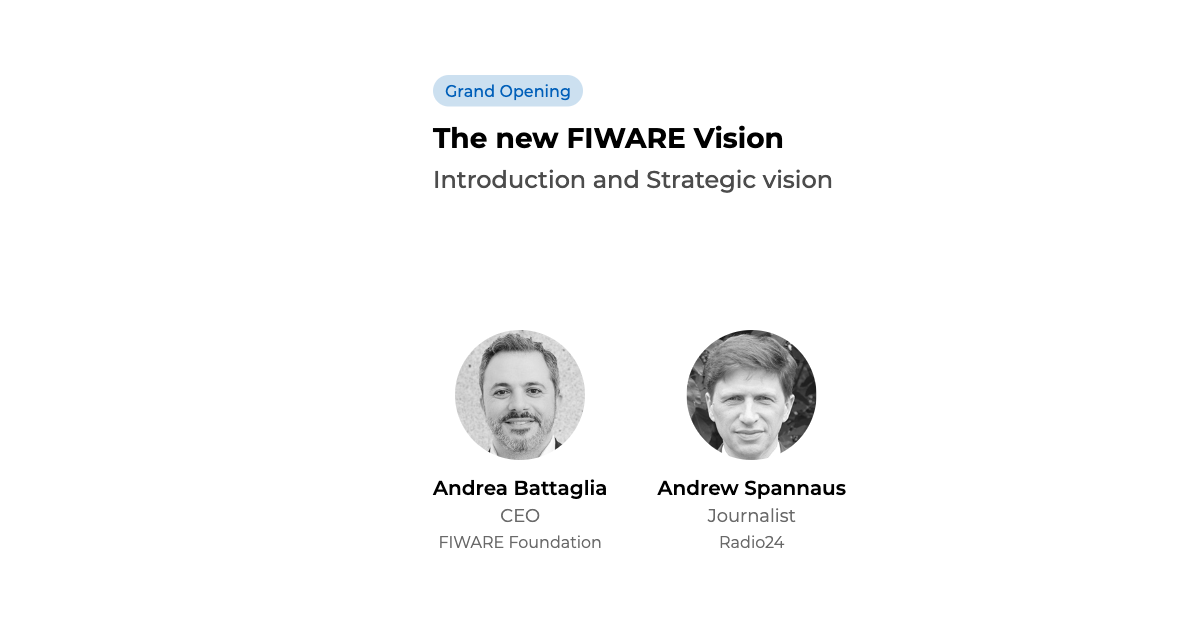 Grand Opening
The new FIWARE Vision
Introduction and Strategic vision
Andrea Battaglia
CEO
FIWARE Foundation
Andrew Spannaus
Journalist
Radio24